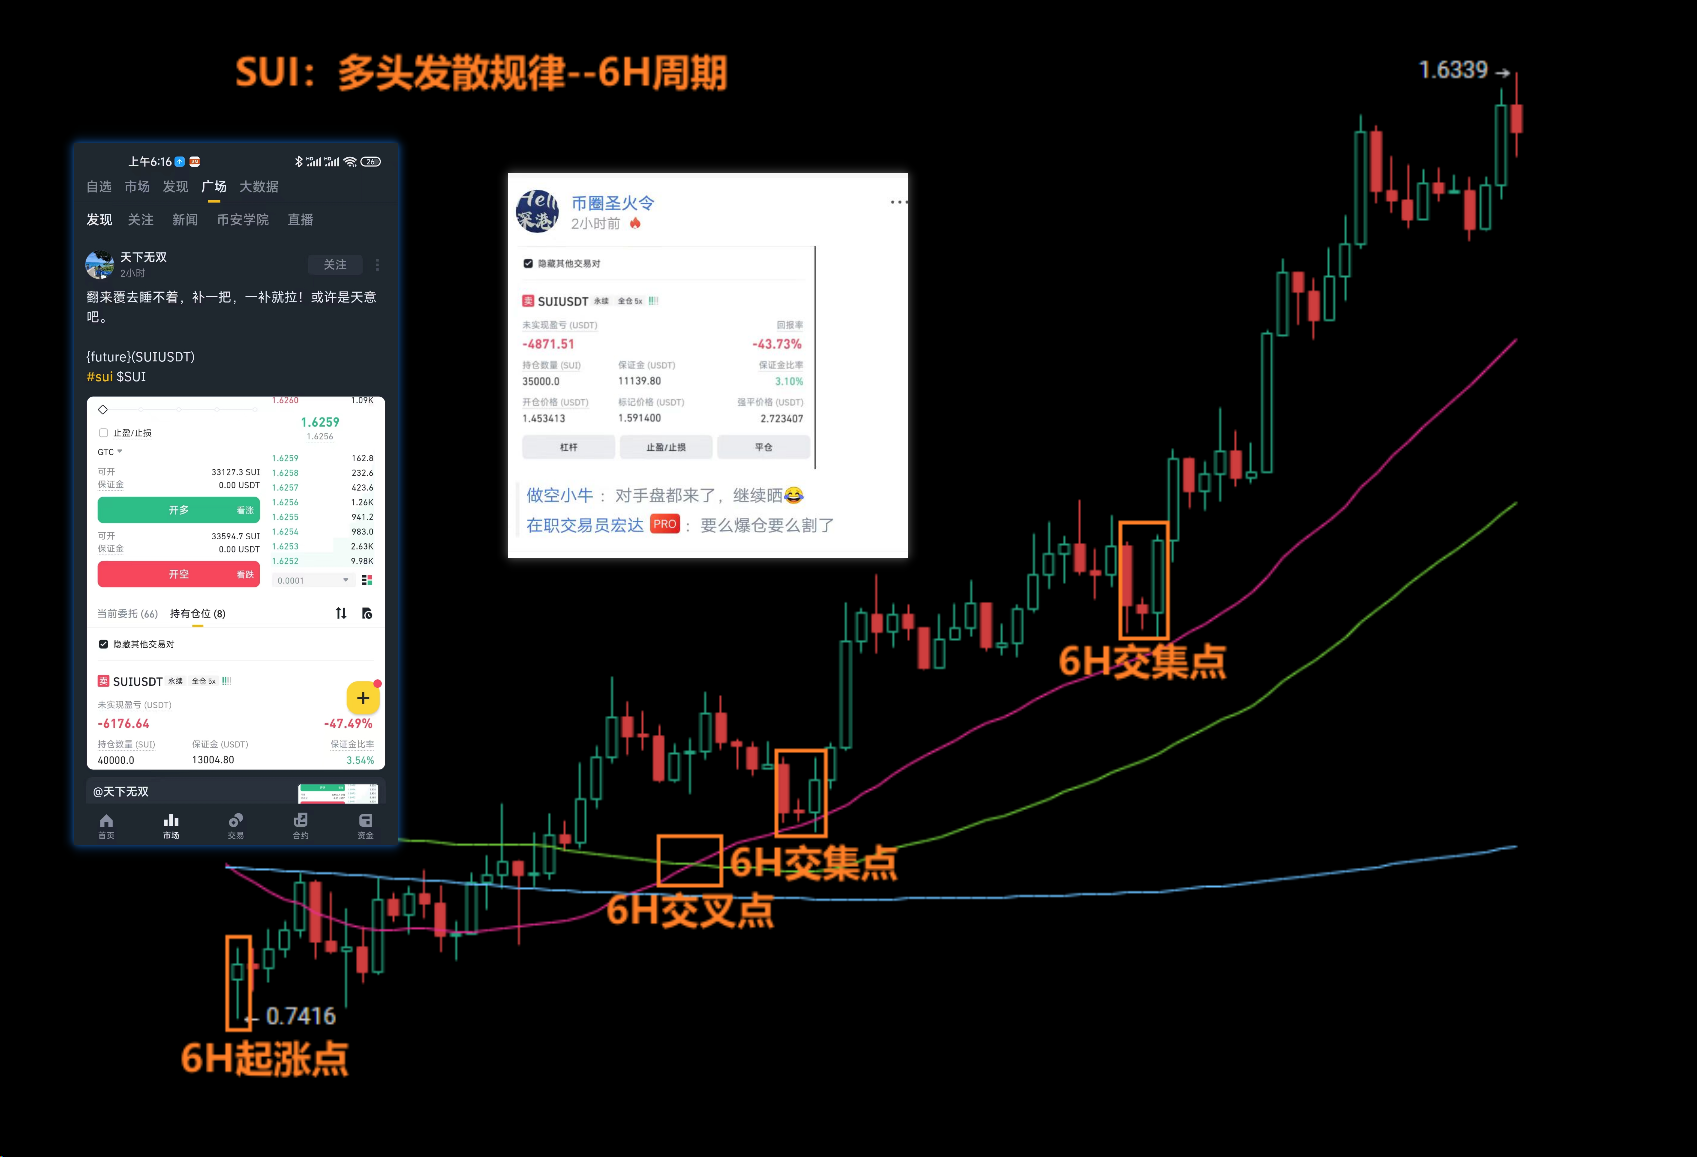 SUI：多头发散规律--6H周期
1.6339
上午6:16
26
自选 市场 发现 广场 大数据
发现 关注 新闻 币安学院 直播
天下无双
2小时
关注
翻来覆去睡不着，补一把，一补就拉！或许是天意
吧。
{future}(SUIUSDT)
#sui $SUI
1.6260 1.09K
1.6259
1.6256
止盈/止损
GTC
可开 33127.3 SUI
保证金 0.00 USDT
开多 看涨
可开 33594.7 SUI
保证金 0.00 USDT
开空 看跌
1.6259 162.8
1.6258 232.6
1.6257 423.6
1.6256 1.26K
1.6255 941.2
1.6254 983.0
1.6253 2.63K
1.6252 9.98K
0.0001
当前委托 (66) 持有仓位 (8)
隐藏其他交易对
卖 SUIUSDT 永续 全仓 5x !!!!
未实现盈亏 (USDT)
-6176.64 -47.49%
持仓数量 (SUI) 保证金 (USDT) 保证金比率
40000.0 13004.80 3.54%
@天下无双
首页 市场 交易 合约 资金
币圈圣火令
2小时前
隐藏其他交易对
卖 SUIUSDT 永续 全仓 5x !!!!
未实现盈亏 (USDT) 回报率
-4871.51 -43.73%
持仓数量 (SUI) 保证金 (USDT) 保证金比率
35000.0 11139.80 3.10%
开仓价格 (USDT) 标记价格 (USDT) 强平价格 (USDT)
1.453413 1.591400 2.723407
杠杆 止盈/止损 平仓
做空小牛：对手盘都来了，继续晒😂
在职交易员宏达 PRO：要么爆仓要么割了
6H交集点
6H交集点
6H交叉点
0.7416
6H起涨点